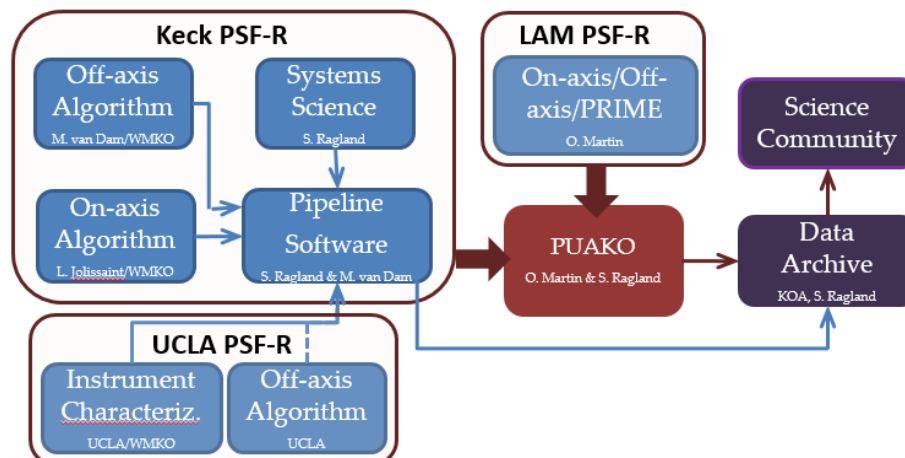 Keck PSF-R
Off-axis
Algorithm
M. van Dam/WMKO
Systems
Science
S. Ragland
On-axis
Algorithm
L. Jolissaint/WMKO
Pipeline
Software
S. Ragland & M. van Dam
UCLA PSF-R
Instrument
Characteriz.
UCLA/WMKO
Off-axis
Algorithm
UCLA
LAM PSF-R
On-axis/Off-
axis/PRIME
O. Martin
PUAKO
O. Martin & S. Ragland
Science
Community
Data
Archive
KOA, S. Ragland